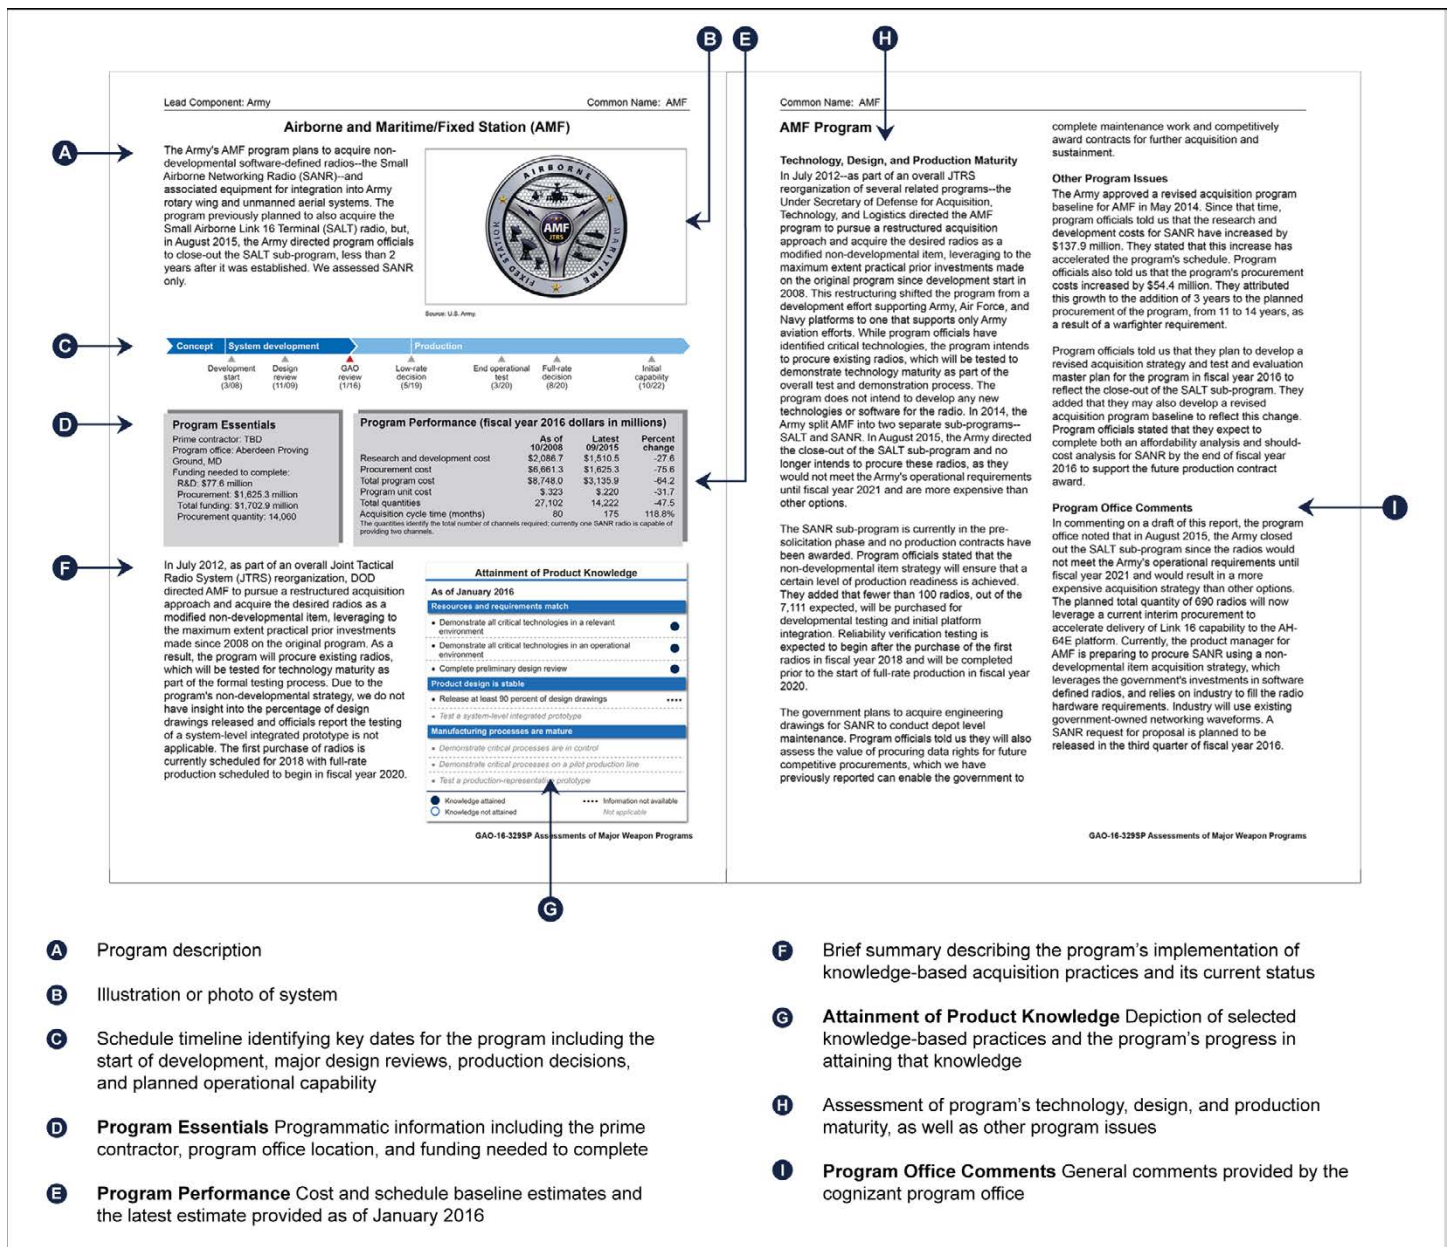 B
E
H
Lead Component: Army
Common Name: AMF
Airborne and Maritime/Fixed Station (AMF)
A
The Army's AMF program plans to acquire non-
developmental software-defined radios--the Small
Airborne Networking Radio (SANR)--and
associated equipment for integration into Army
rotary wing and unmanned aerial systems. The
program previously planned to also acquire the
Small Airborne Link 16 Terminal (SALT) radio, but,
in August 2015, the Army directed program officials
to close-out the SALT sub-program, less than 2
years after it was established. We assessed SANR
only.
AIRBORNE
MARITIME
FIXED STATION
AMF
JTRS
Source: U.S. Army.
C
Concept
System development
Production
Development
start
(3/08)
Design
review
(11/09)
GAO
review
(1/16)
Low-rate
decision
(5/19)
End operational
test
(3/20)
Full-rate
decision
(8/20)
Initial
capability
(10/22)
D
Program Essentials
Prime contractor: TBD
Program office: Aberdeen Proving
Ground, MD
Funding needed to complete:
R&D: $77.6 million
Procurement: $1,625.3 million
Total funding: $1,702.9 million
Procurement quantity: 14,000
Program Performance (fiscal year 2016 dollars in millions)
As of Latest Percent
10/2008 09/2015 change
Research and development cost $2,086.7 $1,510.5 -27.6
Procurement cost $6,661.3 $1,625.3 -75.6
Total program cost $8,748.0 $3,135.9 -64.2
Program unit cost $.323 $.220 -31.7
Total quantities 27,102 14,222 -47.5
Acquisition cycle time (months) 80 175 118.8%
The quantities identify the total number of channels required; currently one SANR radio is capable of
providing two channels.
F
In July 2012, as part of an overall Joint Tactical
Radio System (JTRS) reorganization, DOD
directed AMF to pursue a restructured acquisition
approach and acquire the desired radios as a
modified non-developmental item, leveraging to
the maximum extent practical prior investments
made since 2008 on the original program. As a
result, the program will procure existing radios,
which will be tested for technology maturity as
part of the formal testing process. Due to the
program's non-developmental strategy, we do not
have insight into the percentage of design
drawings released and officials report the testing
of a system-level integrated prototype is not
applicable. The first purchase of radios is
currently scheduled for 2018 with full-rate
production scheduled to begin in fiscal year 2020.
Attainment of Product Knowledge
As of January 2016
Resources and requirements match
• Demonstrate all critical technologies in a relevant
environment
• Demonstrate all critical technologies in an operational
environment
• Complete preliminary design review
Product design is stable
• Release at least 90 percent of design drawings
• Test a system-level integrated prototype
Manufacturing processes are mature
• Demonstrate critical processes are in control
• Demonstrate critical processes on a pilot production line
• Test a production-representative prototype
Knowledge attained
Information not available
Knowledge not attained
Not applicable
GAO-16-329SP Assessments of Major Weapon Programs
G
Common Name: AMF
AMF Program
Technology, Design, and Production Maturity
In July 2012--as part of an overall JTRS
reorganization of several related programs--the
Under Secretary of Defense for Acquisition,
Technology, and Logistics directed the AMF
program to pursue a restructured acquisition
approach and acquire the desired radios as a
modified non-developmental item, leveraging to the
maximum extent practical prior investments made
on the original program since development start in
2008. This restructuring shifted the program from a
development effort supporting Army, Air Force, and
Navy platforms to one that supports only Army
aviation efforts. While program officials have
identified critical technologies, the program intends
to procure existing radios, which will be tested to
demonstrate technology maturity as part of the
overall test and demonstration process. The
program does not intend to develop any new
technologies or software for the radio. In 2014, the
Army split AMF into two separate sub-programs--
SALT and SANR. In August 2015, the Army directed
the close-out of the SALT sub-program and no
longer intends to procure these radios, as they
would not meet the Army's operational requirements
until fiscal year 2021 and are more expensive than
other options.
The SANR sub-program is currently in the pre-
solicitation phase and no production contracts have
been awarded. Program officials stated that the
non-developmental item strategy will ensure that a
certain level of production readiness is achieved.
They added that fewer than 100 radios, out of the
7,111 expected, will be purchased for
developmental testing and initial platform
integration. Reliability verification testing is
expected to begin after the purchase of the first
radios in fiscal year 2018 and will be completed
prior to the start of full-rate production in fiscal year
2020.
The government plans to acquire engineering
drawings for SANR to conduct depot level
maintenance. Program officials told us they will also
assess the value of procuring data rights for future
competitive procurements, which we have
previously reported can enable the government to
complete maintenance work and competitively
award contracts for further acquisition and
sustainment.
Other Program Issues
The Army approved a revised acquisition program
baseline for AMF in May 2014. Since that time,
program officials told us that the research and
development costs for SANR have increased by
$137.9 million. They stated that this increase has
accelerated the program's schedule. Program
officials also told us that the program's procurement
costs increased by $54.4 million. They attributed
this growth to the addition of 3 years to the planned
procurement of the program, from 11 to 14 years, as
a result of a warfighter requirement.
Program officials told us that they plan to develop a
revised acquisition strategy and test and evaluation
master plan for the program in fiscal year 2016 to
reflect the close-out of the SALT sub-program. They
added that they may also develop a revised
acquisition program baseline to reflect this change.
Program officials stated that they expect to
complete both an affordability analysis and should-
cost analysis for SANR by the end of fiscal year
2016 to support the future production contract
award.
Program Office Comments
In commenting on a draft of this report, the program
office noted that in August 2015, the Army closed
out the SALT sub-program since the radios would
not meet the Army's operational requirements until
fiscal year 2021 and would result in a more
expensive acquisition strategy than other options.
The planned total quantity of 690 radios will now
leverage a current interim procurement to
accelerate delivery of Link 16 capability to the AH-
64E platform. Currently, the product manager for
AMF is preparing to procure SANR using a non-
developmental item acquisition strategy, which
leverages the government's investments in software
defined radios, and relies on industry to fill the radio
hardware requirements. Industry will use existing
government-owned networking waveforms. A
SANR request for proposal is planned to be
released in the third quarter of fiscal year 2016.
I
GAO-16-329SP Assessments of Major Weapon Programs
A Program description
B Illustration or photo of system
C Schedule timeline identifying key dates for the program including the
start of development, major design reviews, production decisions,
and planned operational capability
D Program Essentials Programmatic information including the prime
contractor, program office location, and funding needed to complete
E Program Performance Cost and schedule baseline estimates and
the latest estimate provided as of January 2016
F Brief summary describing the program's implementation of
knowledge-based acquisition practices and its current status
G Attainment of Product Knowledge Depiction of selected
knowledge-based practices and the program's progress in
attaining that knowledge
H Assessment of program's technology, design, and production
maturity, as well as other program issues
I Program Office Comments General comments provided by the
cognizant program office